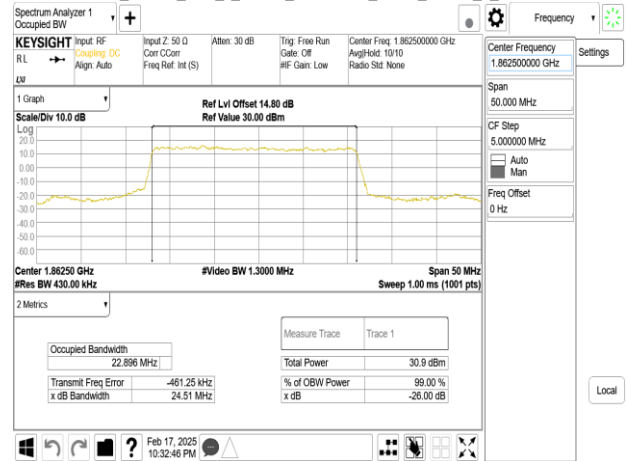 Spectrum Analyzer 1
Occupied BW
Frequency
KEYSIGHT Input: RF Input Z: 50 Ω Atten: 30 dB Trig: Free Run Center Freq: 1.862500000 GHz
RL Coupling: DC Corr CCorr Gate: Off Avg|Hold: 10/10
Align: Auto Freq Ref: Int (S) #IF Gain: Low Radio Std: None
LXI
Center Frequency
1.862500000 GHz
Settings
Span
50.000 MHz
CF Step
5.000000 MHz
Auto
Man
Freq Offset
0 Hz
1 Graph
Ref Lvl Offset 14.80 dB
Scale/Div 10.0 dB Ref Value 30.00 dBm
Log
20.0
10.0
0.00
-10.0
-20.0
-30.0
-40.0
-50.0
-60.0
Center 1.86250 GHz #Video BW 1.3000 MHz Span 50 MHz
#Res BW 430.00 kHz Sweep 1.00 ms (1001 pts)
2 Metrics
Measure Trace Trace 1
Occupied Bandwidth
22.896 MHz
Total Power 30.9 dBm
Transmit Freq Error -461.25 kHz % of OBW Power 99.00 %
x dB Bandwidth 24.51 MHz x dB -26.00 dB
Local
Feb 17, 2025
10:32:46 PM